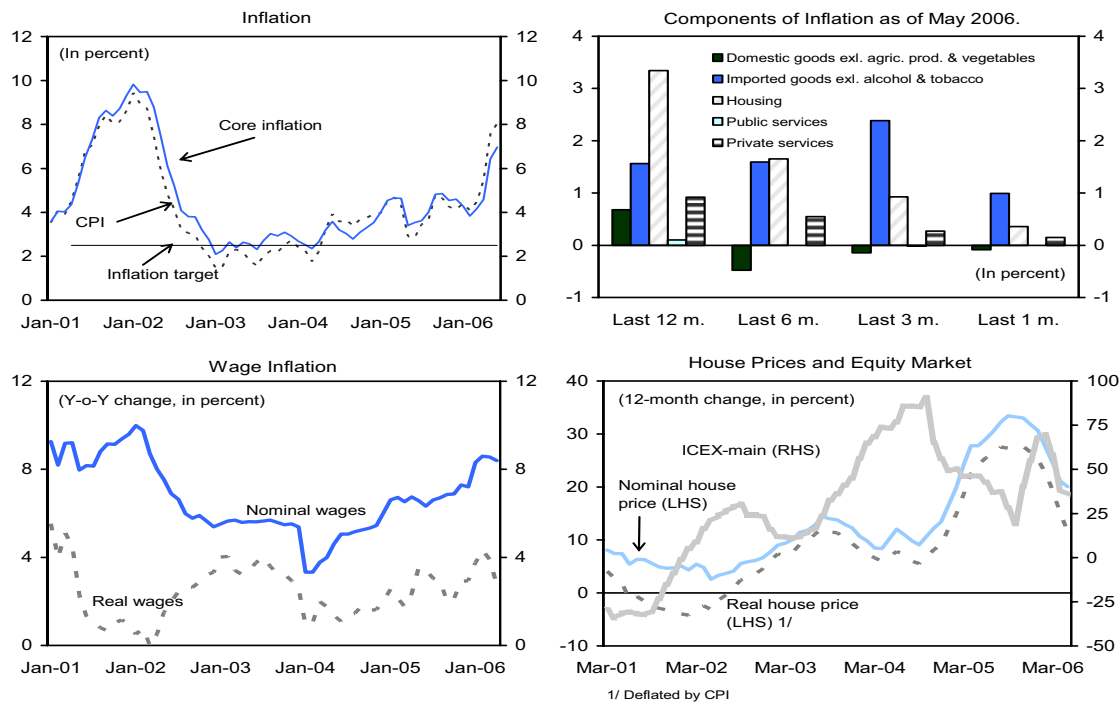 Inflation
12
10
8
6
4
2
0
12
10
8
6
4
2
0
(In percent)
Core inflation
CPI
Inflation target
Jan-01 Jan-02 Jan-03 Jan-04 Jan-05 Jan-06
Components of Inflation as of May 2006.
4
3
2
1
0
-1
4
3
2
1
0
-1
Domestic goods exl. agric. prod. & vegetables
Imported goods exl. alcohol & tobacco
Housing
Public services
Private services
(In percent)
Last 12 m. Last 6 m. Last 3 m. Last 1 m.
Wage Inflation
12
8
4
0
12
8
4
0
(Y-o-Y change, in percent)
Nominal wages
Real wages
Jan-01 Jan-02 Jan-03 Jan-04 Jan-05 Jan-06
House Prices and Equity Market
40
30
20
10
0
-10
100
75
50
25
0
-25
-50
(12-month change, in percent)
ICEX-main (RHS)
Nominal house
price (LHS)
Real house price
(LHS) 1/
Mar-01 Mar-02 Mar-03 Mar-04 Mar-05 Mar-06
1/ Deflated by CPI